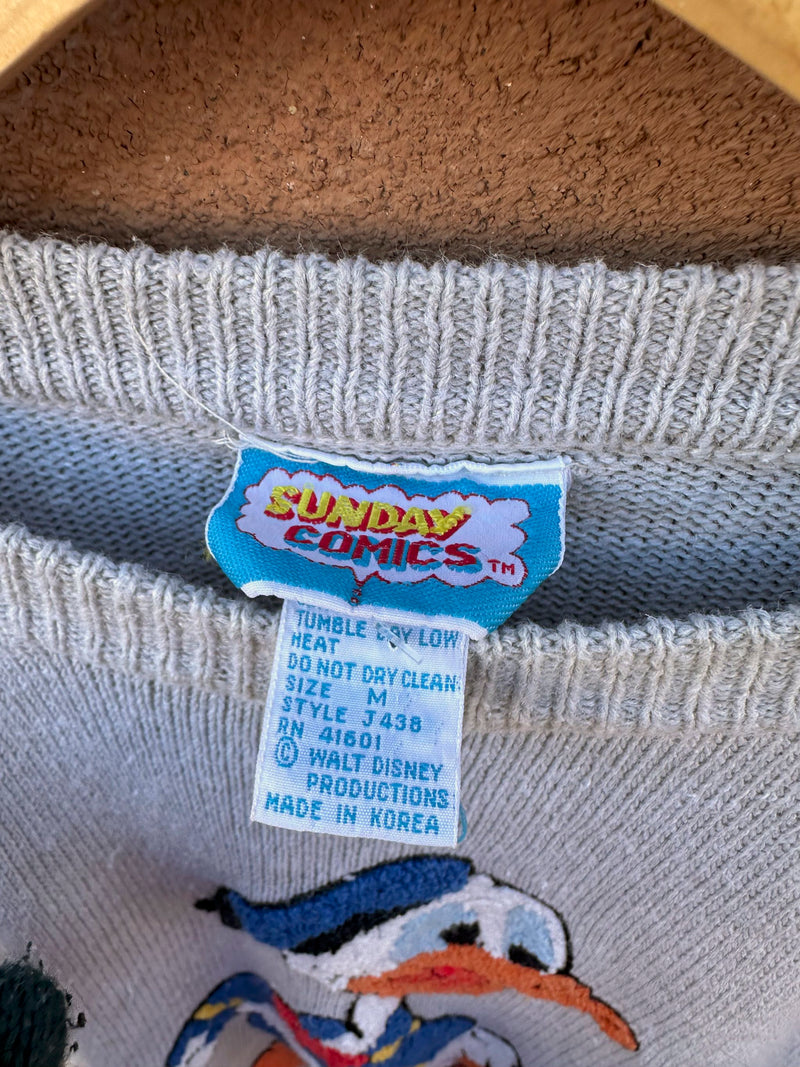 SUNDAY
COMICS™
TUMBLE DRY LOW
HEAT
DO NOT DRY CLEAN
SIZE M
STYLE J438
RN 41601
© WALT DISNEY
PRODUCTIONS
MADE IN KOREA